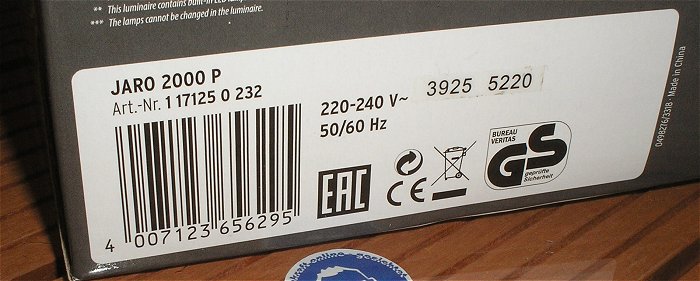 ** This luminaire contains built-in LED
*** The lamps cannot be changed in the luminaire.
JARO 2000 P
Art.-Nr. 1 17125 0 232
220-240 V~
50/60 Hz
3925 5220
4 007123 656295
EAC
CE
BUREAU
VERITAS
GS
geprüfte
Sicherheit
0498276/3318 · Made in China